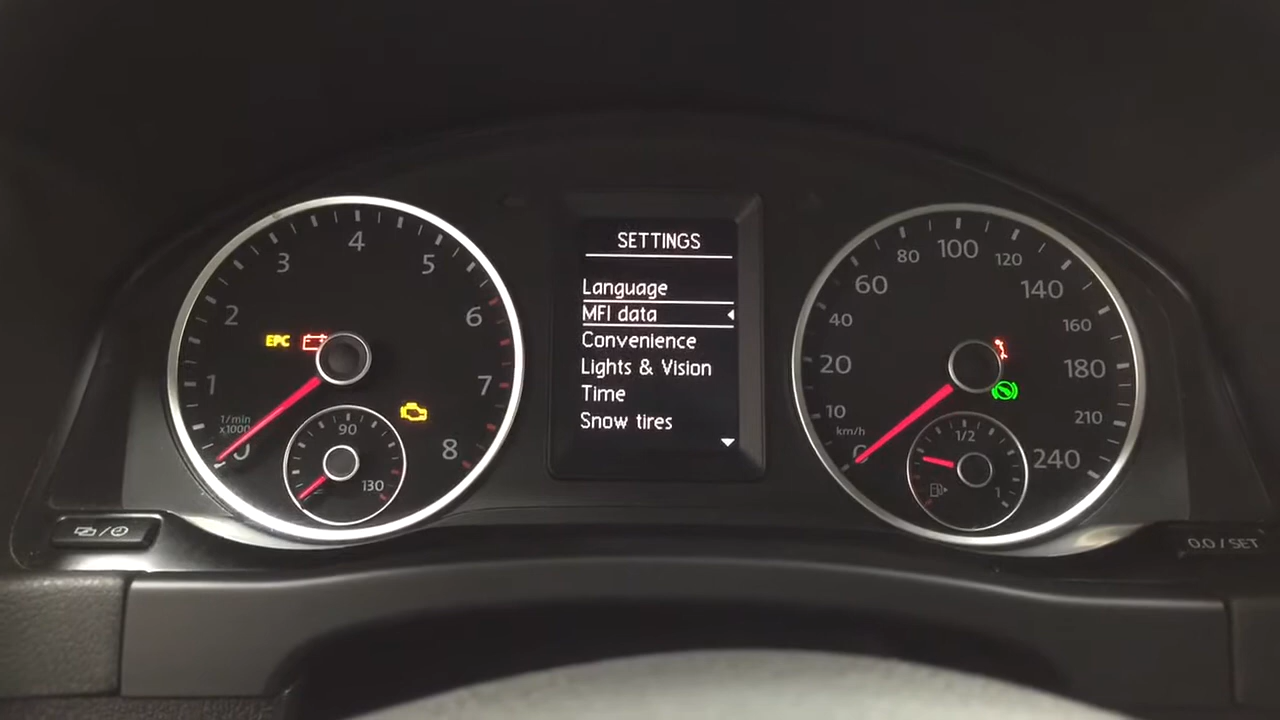 4
3
5
2
6
EPC
1
7
1/min
x1000
0
8
90
130
SETTINGS
Language
MFI data
Convenience
Lights & Vision
Time
Snow tires
100
80
120
60
140
40
160
20
180
10
210
km/h
0
240
1/2
1
0.0 / SET